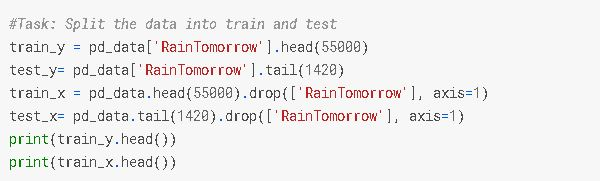 #Task: Split the data into train and test
train_y = pd_data['RainTomorrow'].head(55000)
test_y= pd_data['RainTomorrow'].tail(1420)
train_x = pd_data.head(55000).drop(['RainTomorrow'], axis=1)
test_x= pd_data.tail(1420).drop(['RainTomorrow'], axis=1)
print(train_y.head())
print(train_x.head())